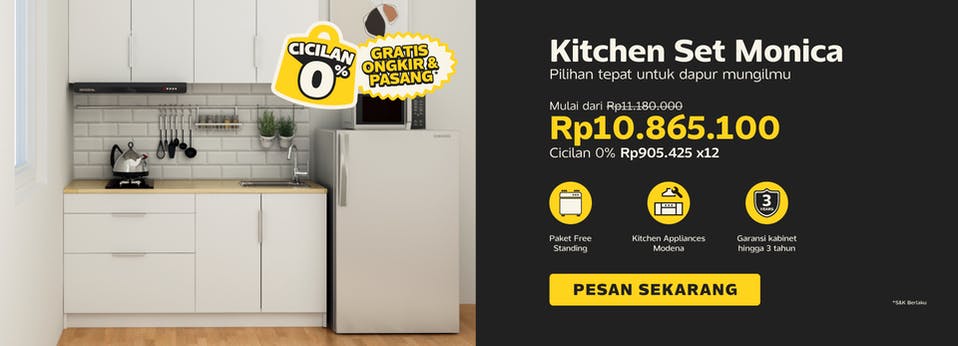 CICILAN
0%
GRATIS
ONGKIR &
PASANG
Kitchen Set Monica
Pilihan tepat untuk dapur mungilmu
Mulai dari Rp11.180.000
Rp10.865.100
Cicilan 0% Rp905.425 x12
3
YEARS
Paket Free
Standing
Kitchen Appliances
Modena
Garansi kabinet
hingga 3 tahun
PESAN SEKARANG
*S&K Berlaku